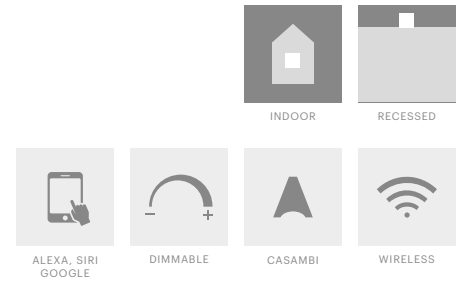 INDOOR
RECESSED
ALEXA, SIRI
GOOGLE
DIMMABLE
CASAMBI
WIRELESS